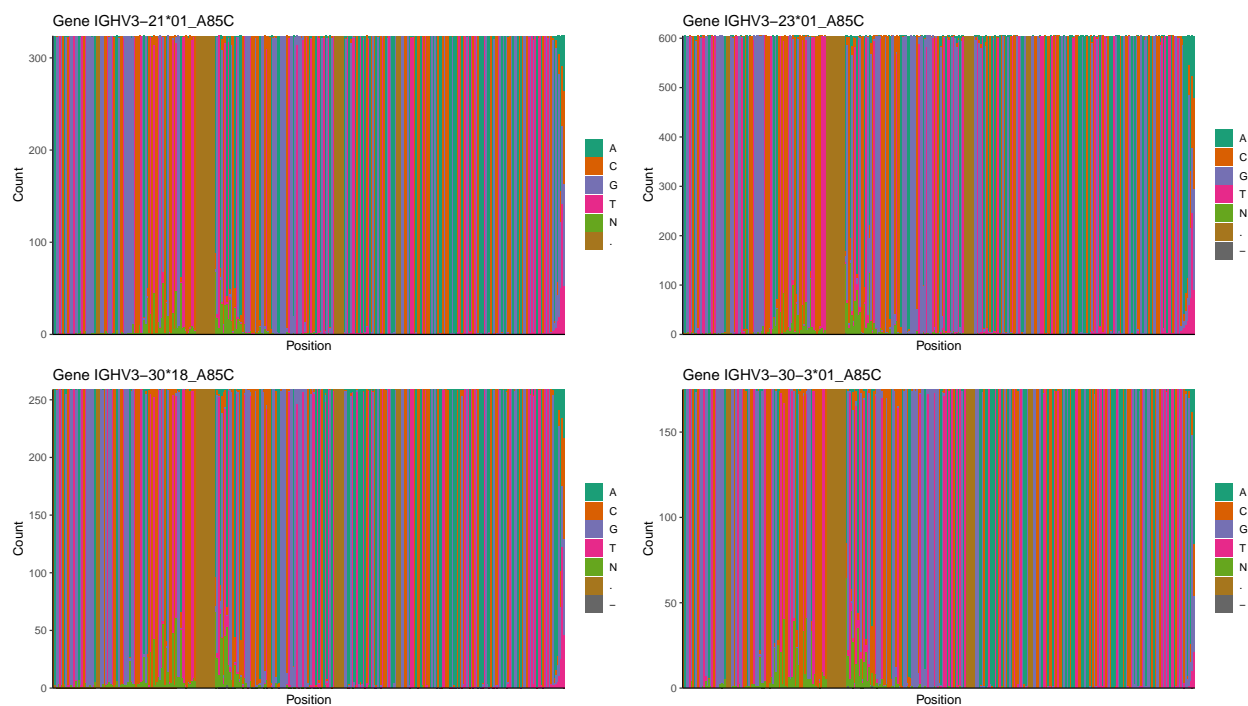 Gene IGHV3−21*01_A85C
300
200
100
0
Count
Position
A
C
G
T
N
.
Gene IGHV3−23*01_A85C
600
500
400
300
200
100
0
Count
Position
A
C
G
T
N
.
−
Gene IGHV3−30*18_A85C
250
200
150
100
50
0
Count
Position
A
C
G
T
N
.
−
Gene IGHV3−30−3*01_A85C
150
100
50
0
Count
Position
A
C
G
T
N
.
−